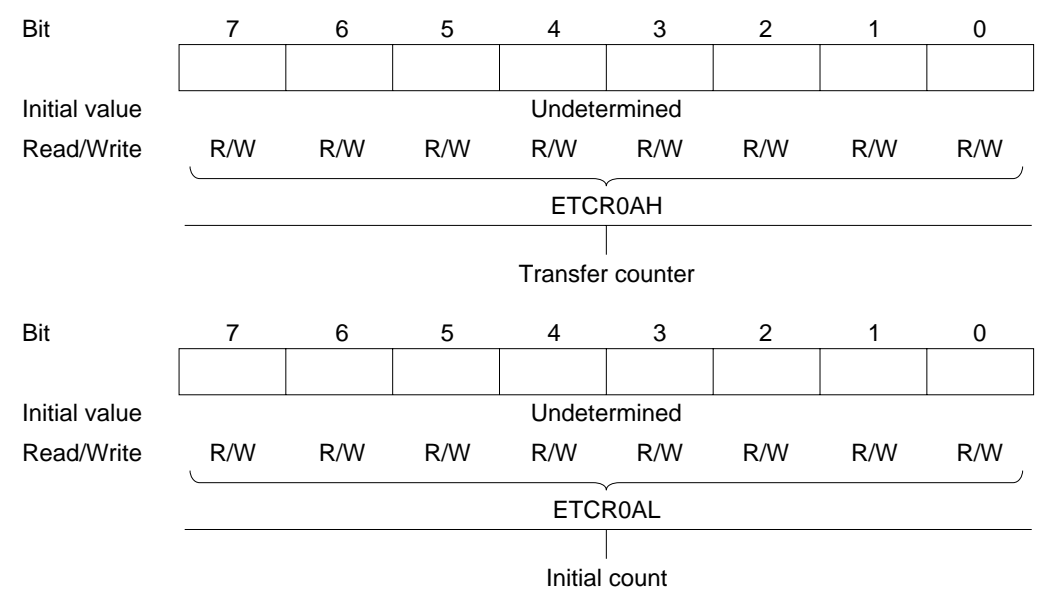 Bit 7 6 5 4 3 2 1 0
Initial value Undetermined
Read/Write R/W R/W R/W R/W R/W R/W R/W R/W
ETCR0AH
Transfer counter
Bit 7 6 5 4 3 2 1 0
Initial value Undetermined
Read/Write R/W R/W R/W R/W R/W R/W R/W R/W
ETCR0AL
Initial count